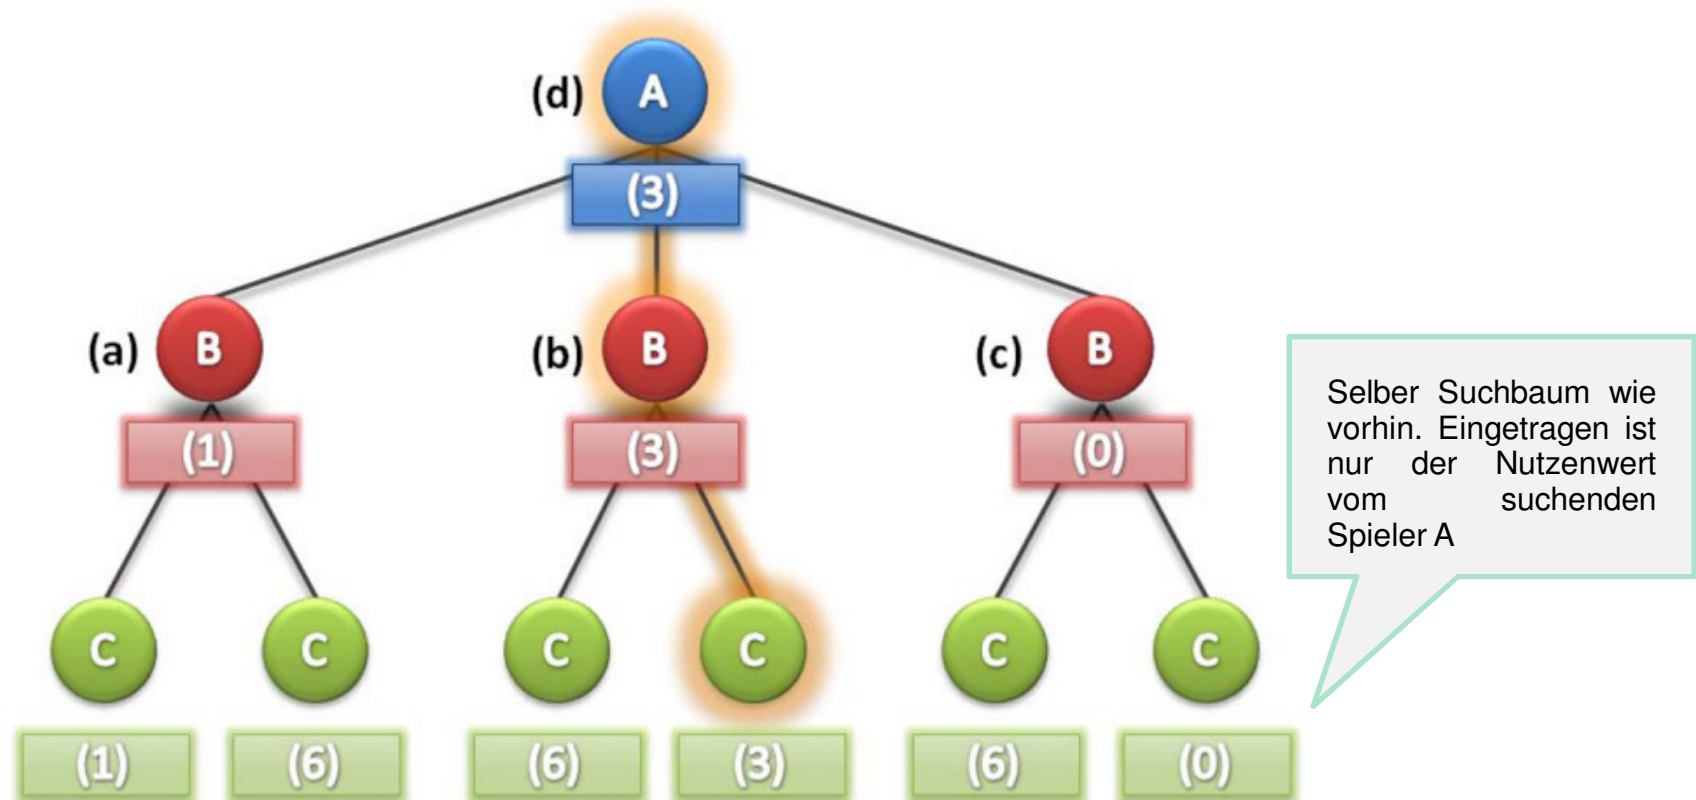 (d) A
(3)
(a) B (b) B (c) B
(1) (3) (0)
Selber Suchbaum wie
vorhin. Eingetragen ist
nur der Nutzenwert
vom suchenden
Spieler A
C C C C C C
(1) (6) (6) (3) (6) (0)